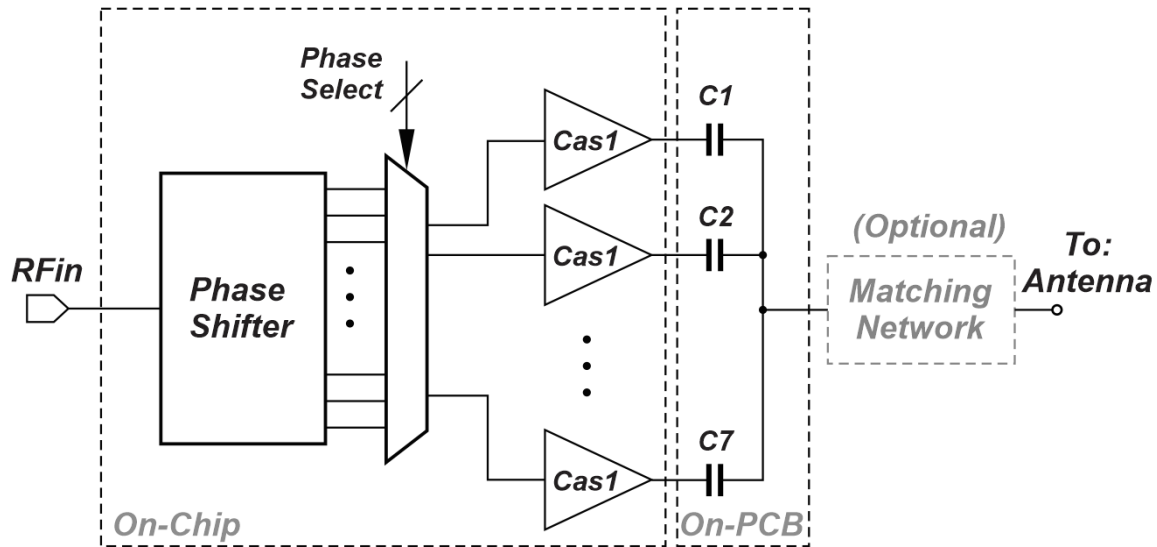 Phase
Select
RFin
Phase
Shifter
Cas1
Cas1
Cas1
C1
C2
C7
(Optional)
Matching
Network
To:
Antenna
On-Chip
On-PCB